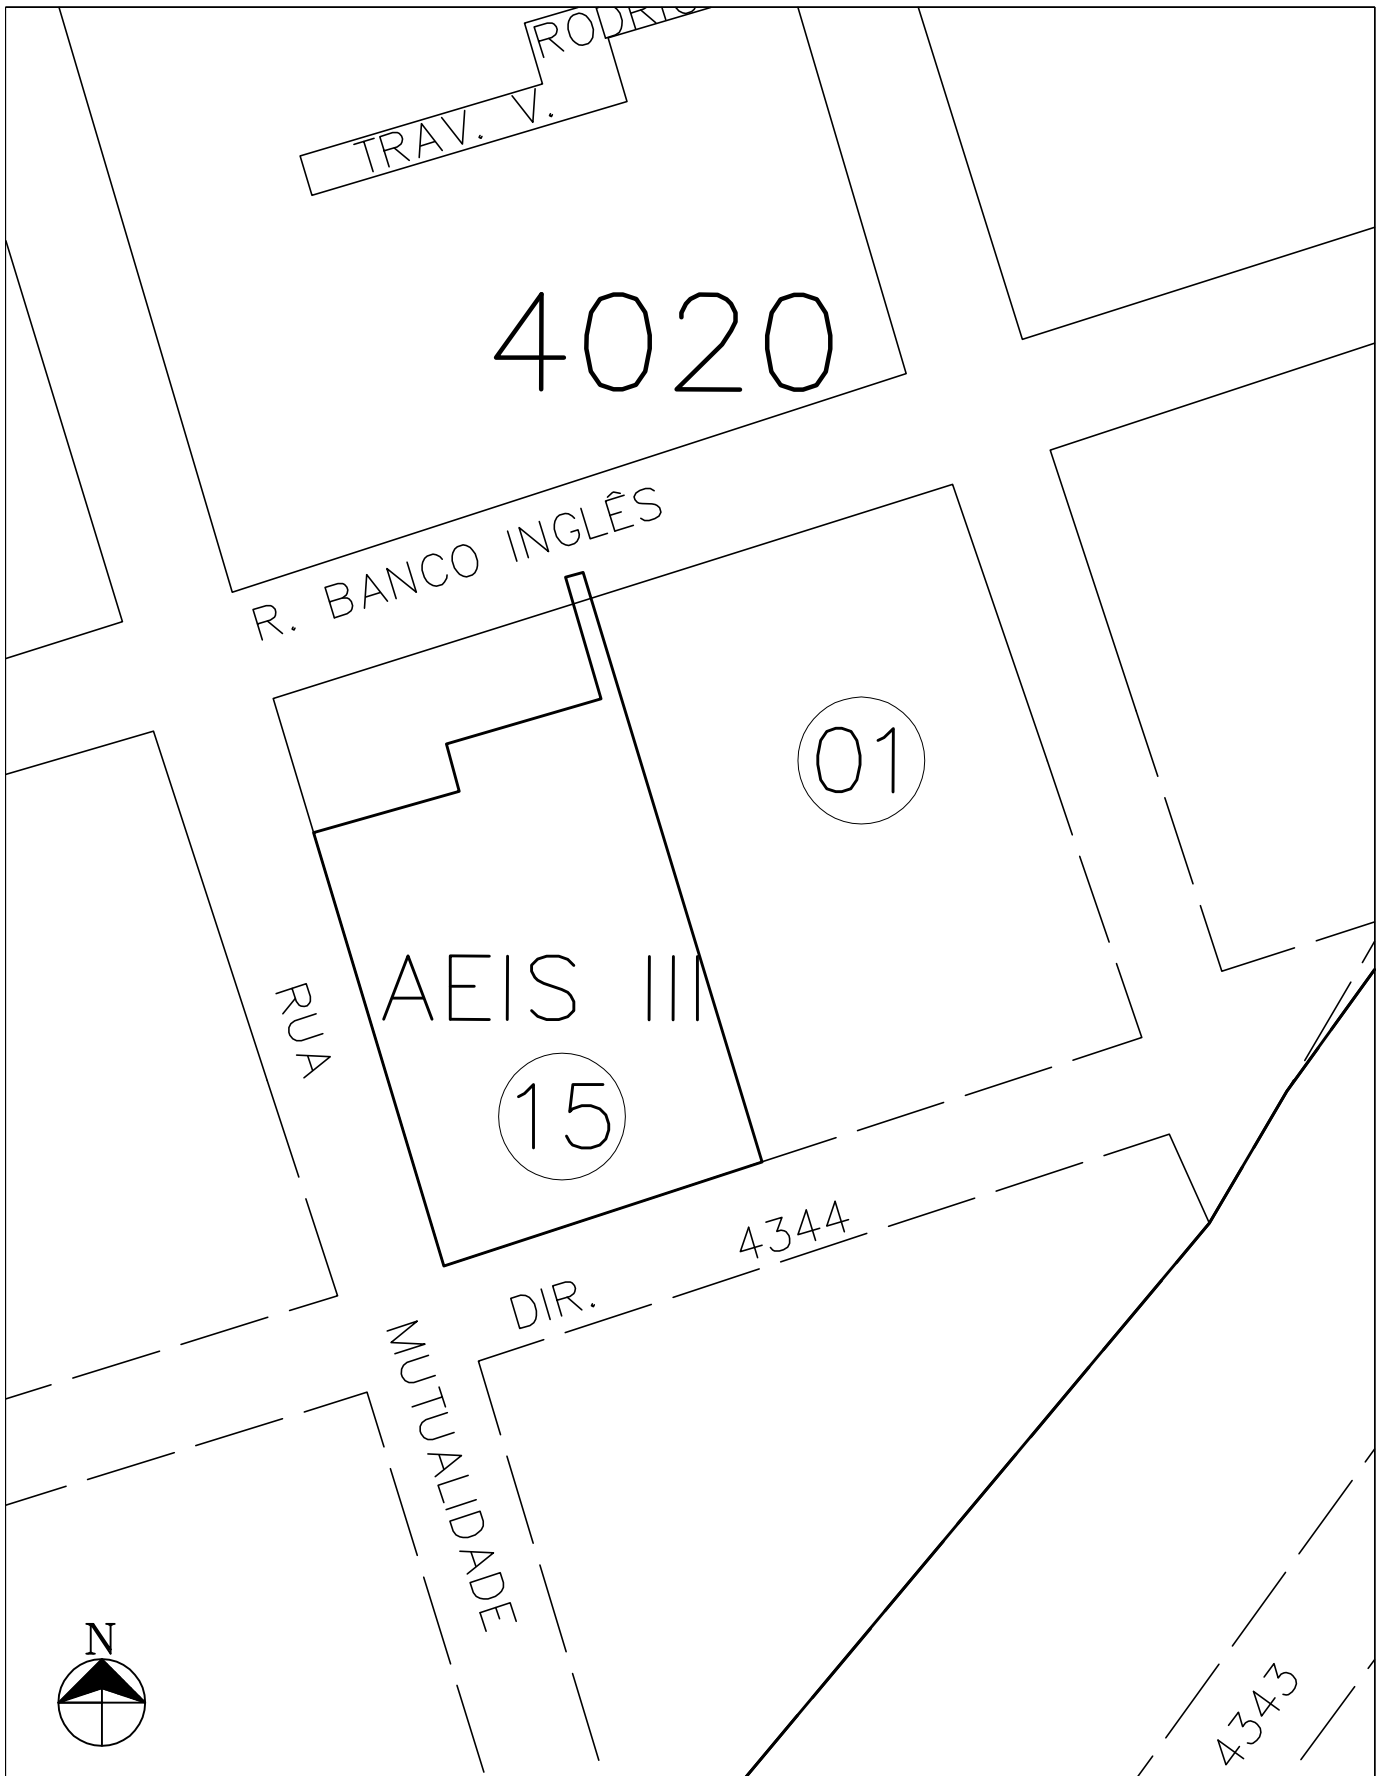 TRAV. V.
4020
R. BANCO INGLÊS
01
AEIS III
15
RUA MUTUALIDADE
DIR. 4344
N
4343